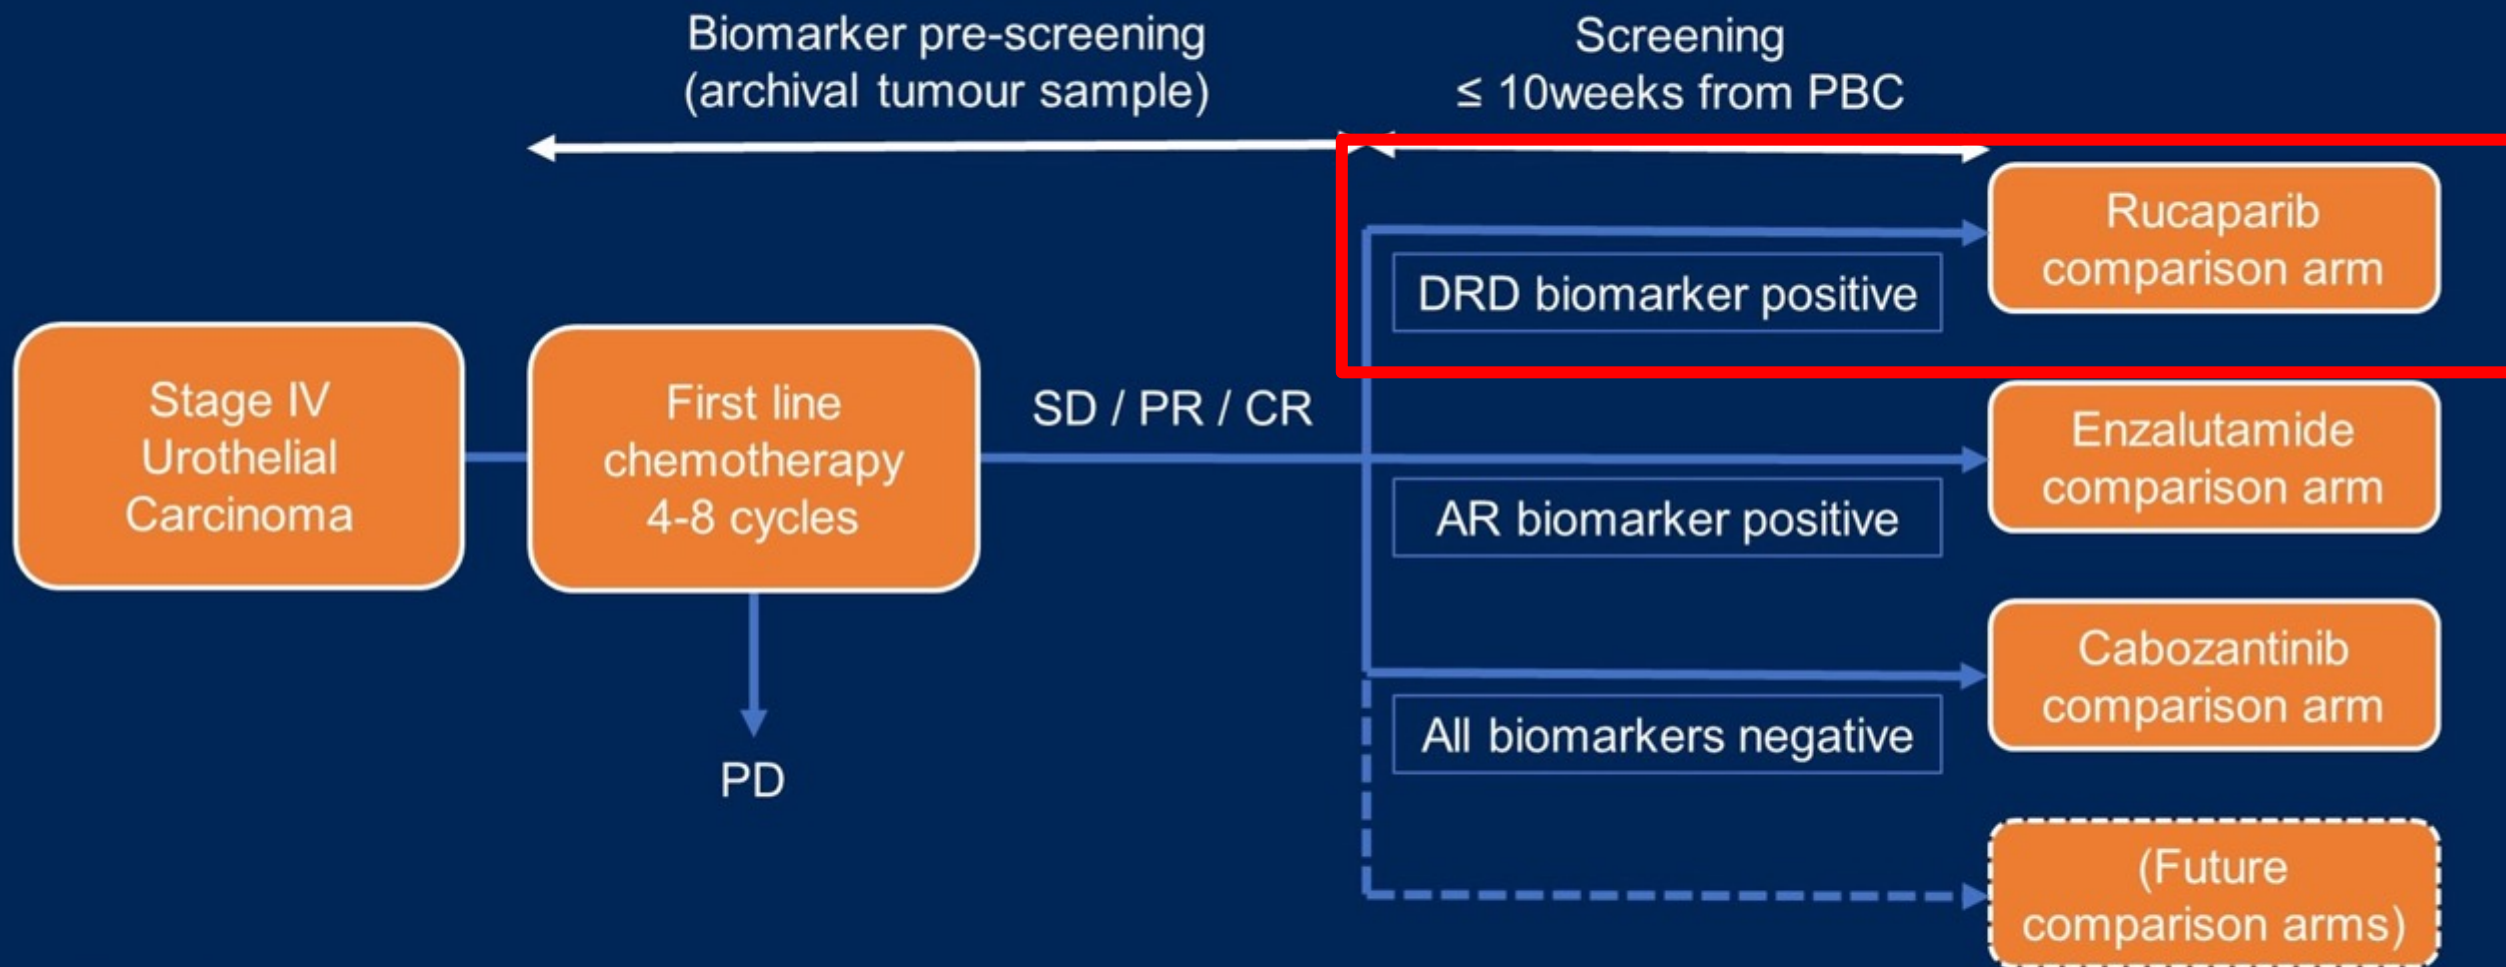 Biomarker pre-screening
(archival tumour sample)
Screening
≤ 10weeks from PBC
Stage IV
Urothelial
Carcinoma
First line
chemotherapy
4-8 cycles
PD
SD / PR / CR
DRD biomarker positive
Rucaparib
comparison arm
AR biomarker positive
Enzalutamide
comparison arm
All biomarkers negative
Cabozantinib
comparison arm
(Future
comparison arms)